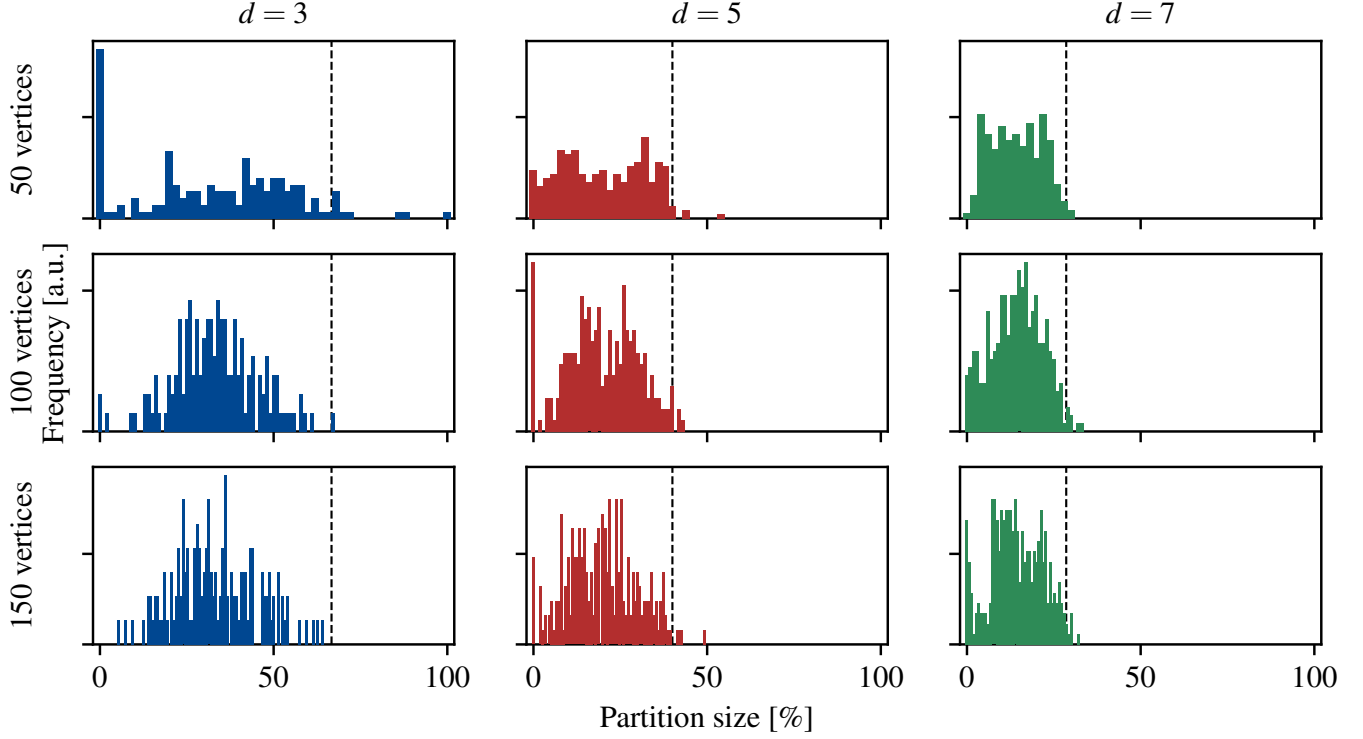 d = 3
d = 5
d = 7
50 vertices
100 vertices
150 vertices
Frequency [a.u.]
0 50 100
0 50 100
0 50 100
Partition size [%]